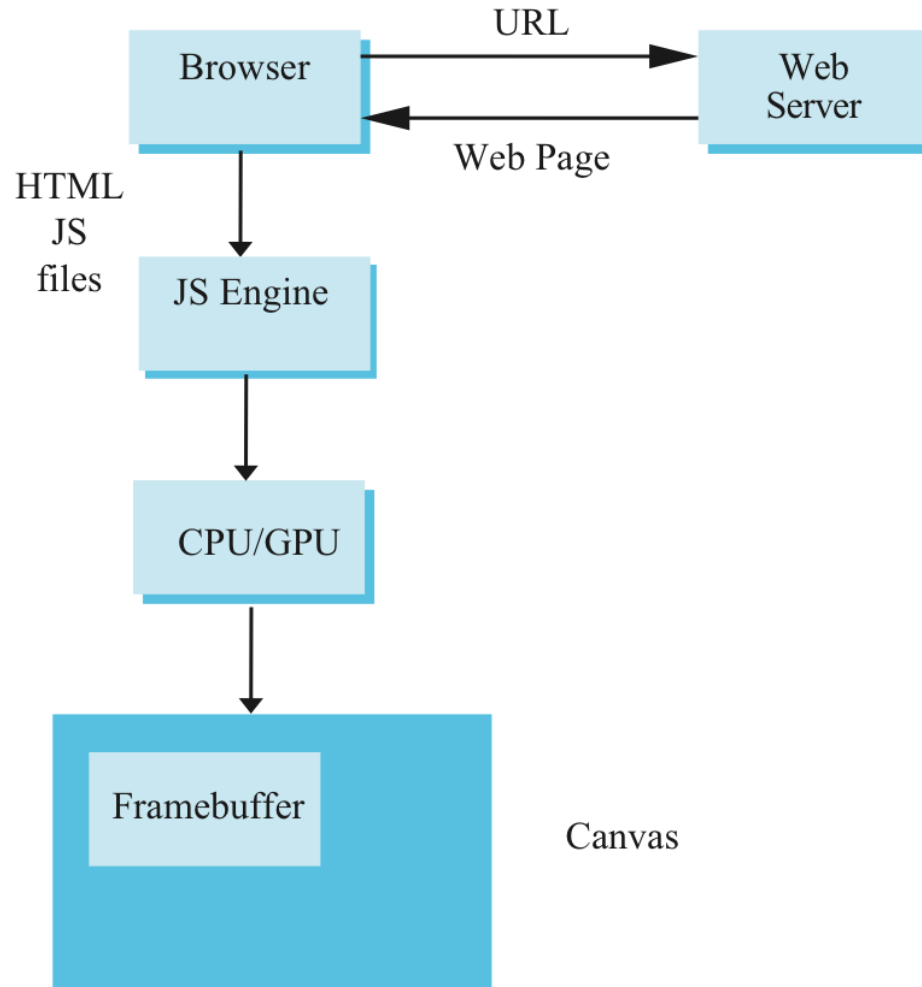 URL
Browser
Web
Server
Web Page
HTML
JS
files
JS Engine
CPU/GPU
Framebuffer
Canvas